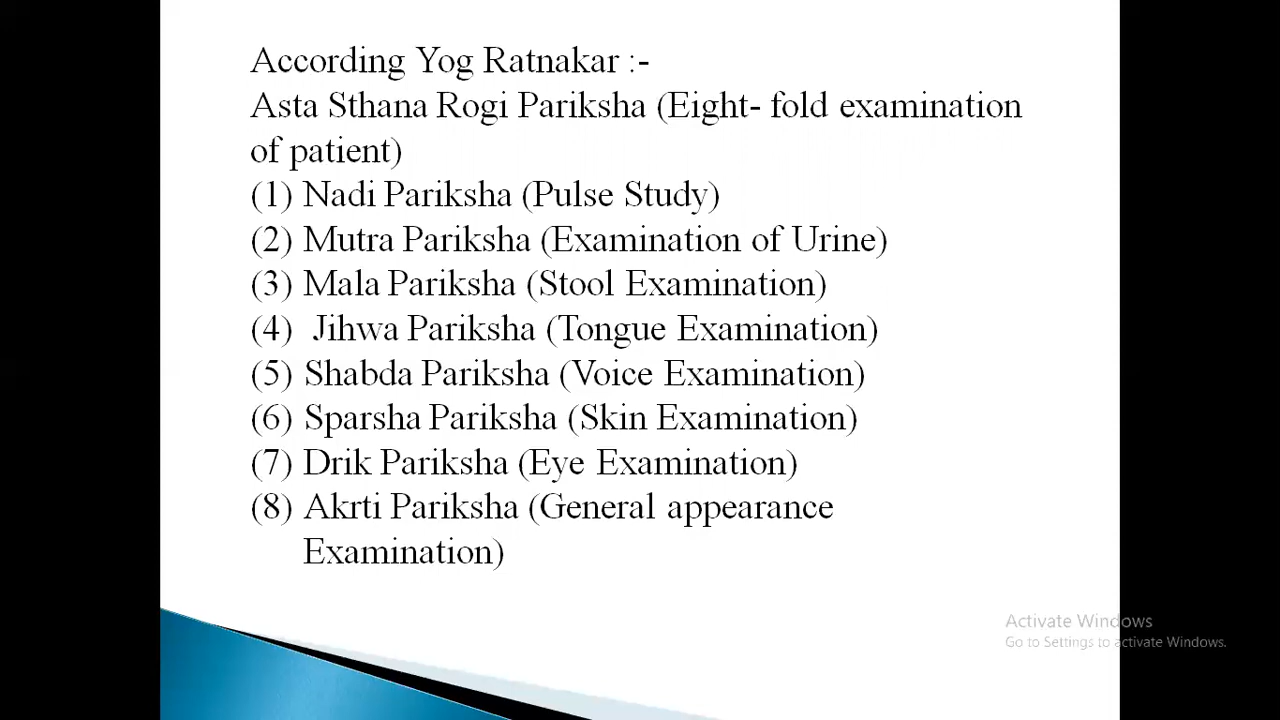 According Yog Ratnakar :-
Asta Sthana Rogi Pariksha (Eight- fold examination
of patient)
(1) Nadi Pariksha (Pulse Study)
(2) Mutra Pariksha (Examination of Urine)
(3) Mala Pariksha (Stool Examination)
(4) Jihwa Pariksha (Tongue Examination)
(5) Shabda Pariksha (Voice Examination)
(6) Sparsha Pariksha (Skin Examination)
(7) Drik Pariksha (Eye Examination)
(8) Akrti Pariksha (General appearance
Examination)
Activate Windows
Go to Settings to activate Windows.